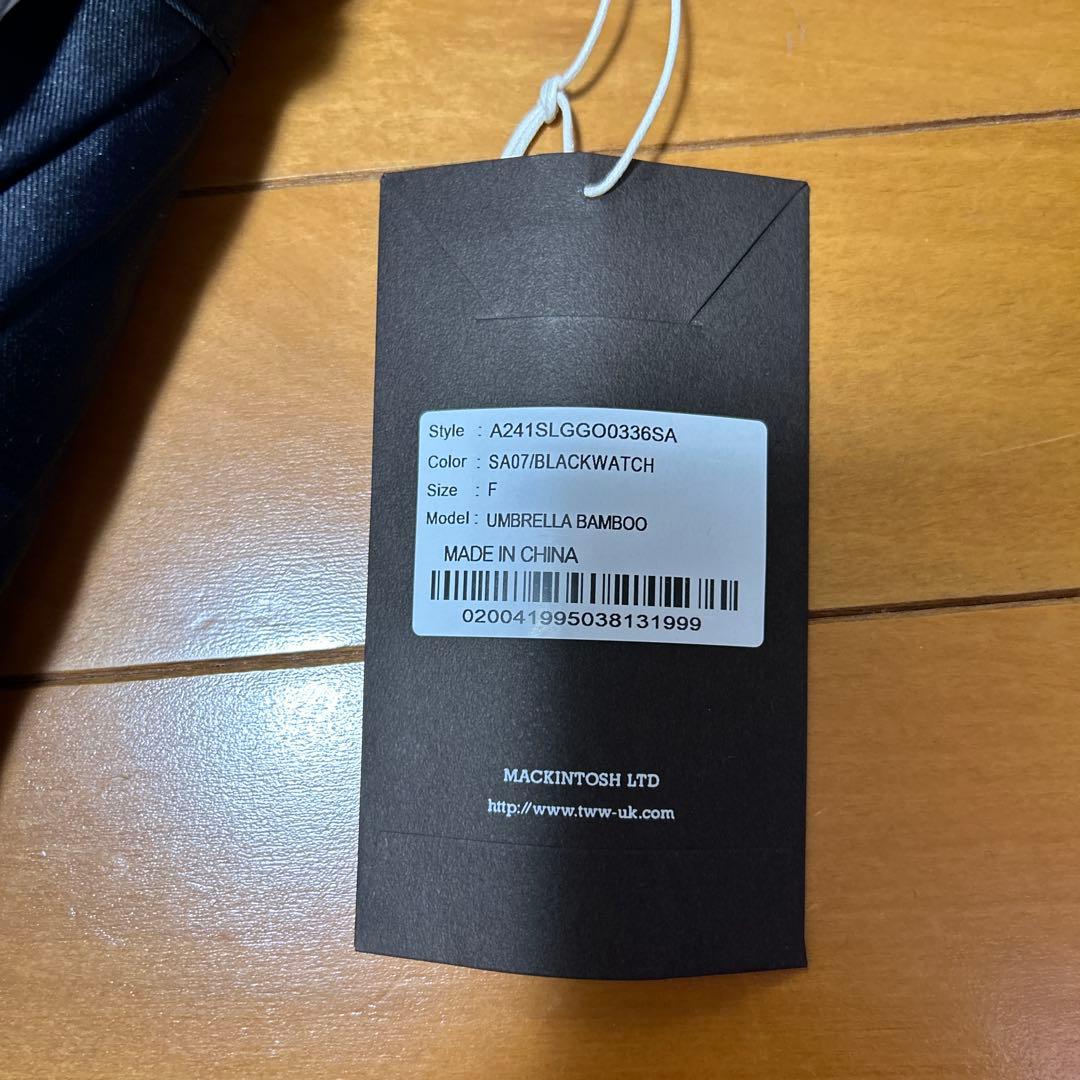 Style : A241SLGGO0336SA
Color : SA07/BLACKWATCH
Size : F
Model : UMBRELLA BAMBOO
MADE IN CHINA
020041995038131999
MACKINTOSH LTD
http://www.tww-uk.com